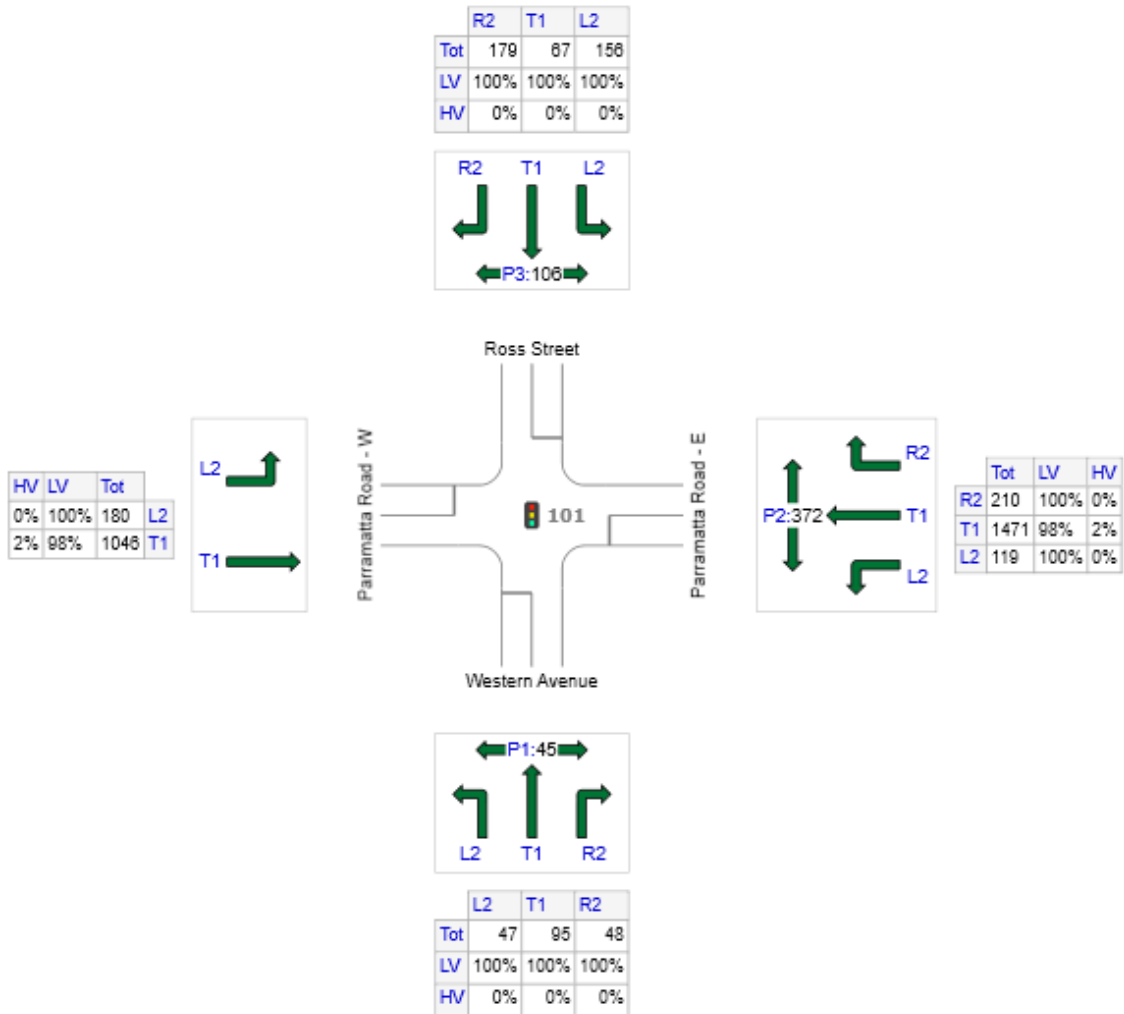 R2 T1 L2
Tot 179 67 156
LV 100% 100% 100%
HV 0% 0% 0%
R2 T1 L2
P3:106
Ross Street
Parramatta Road - W
Parramatta Road - E
101
L2
T1
HV LV Tot
0% 100% 180 L2
2% 98% 1046 T1
R2
P2:372 T1
L2
Tot LV HV
R2 210 100% 0%
T1 1471 98% 2%
L2 119 100% 0%
Western Avenue
P1:45
L2 T1 R2
L2 T1 R2
Tot 47 95 48
LV 100% 100% 100%
HV 0% 0% 0%